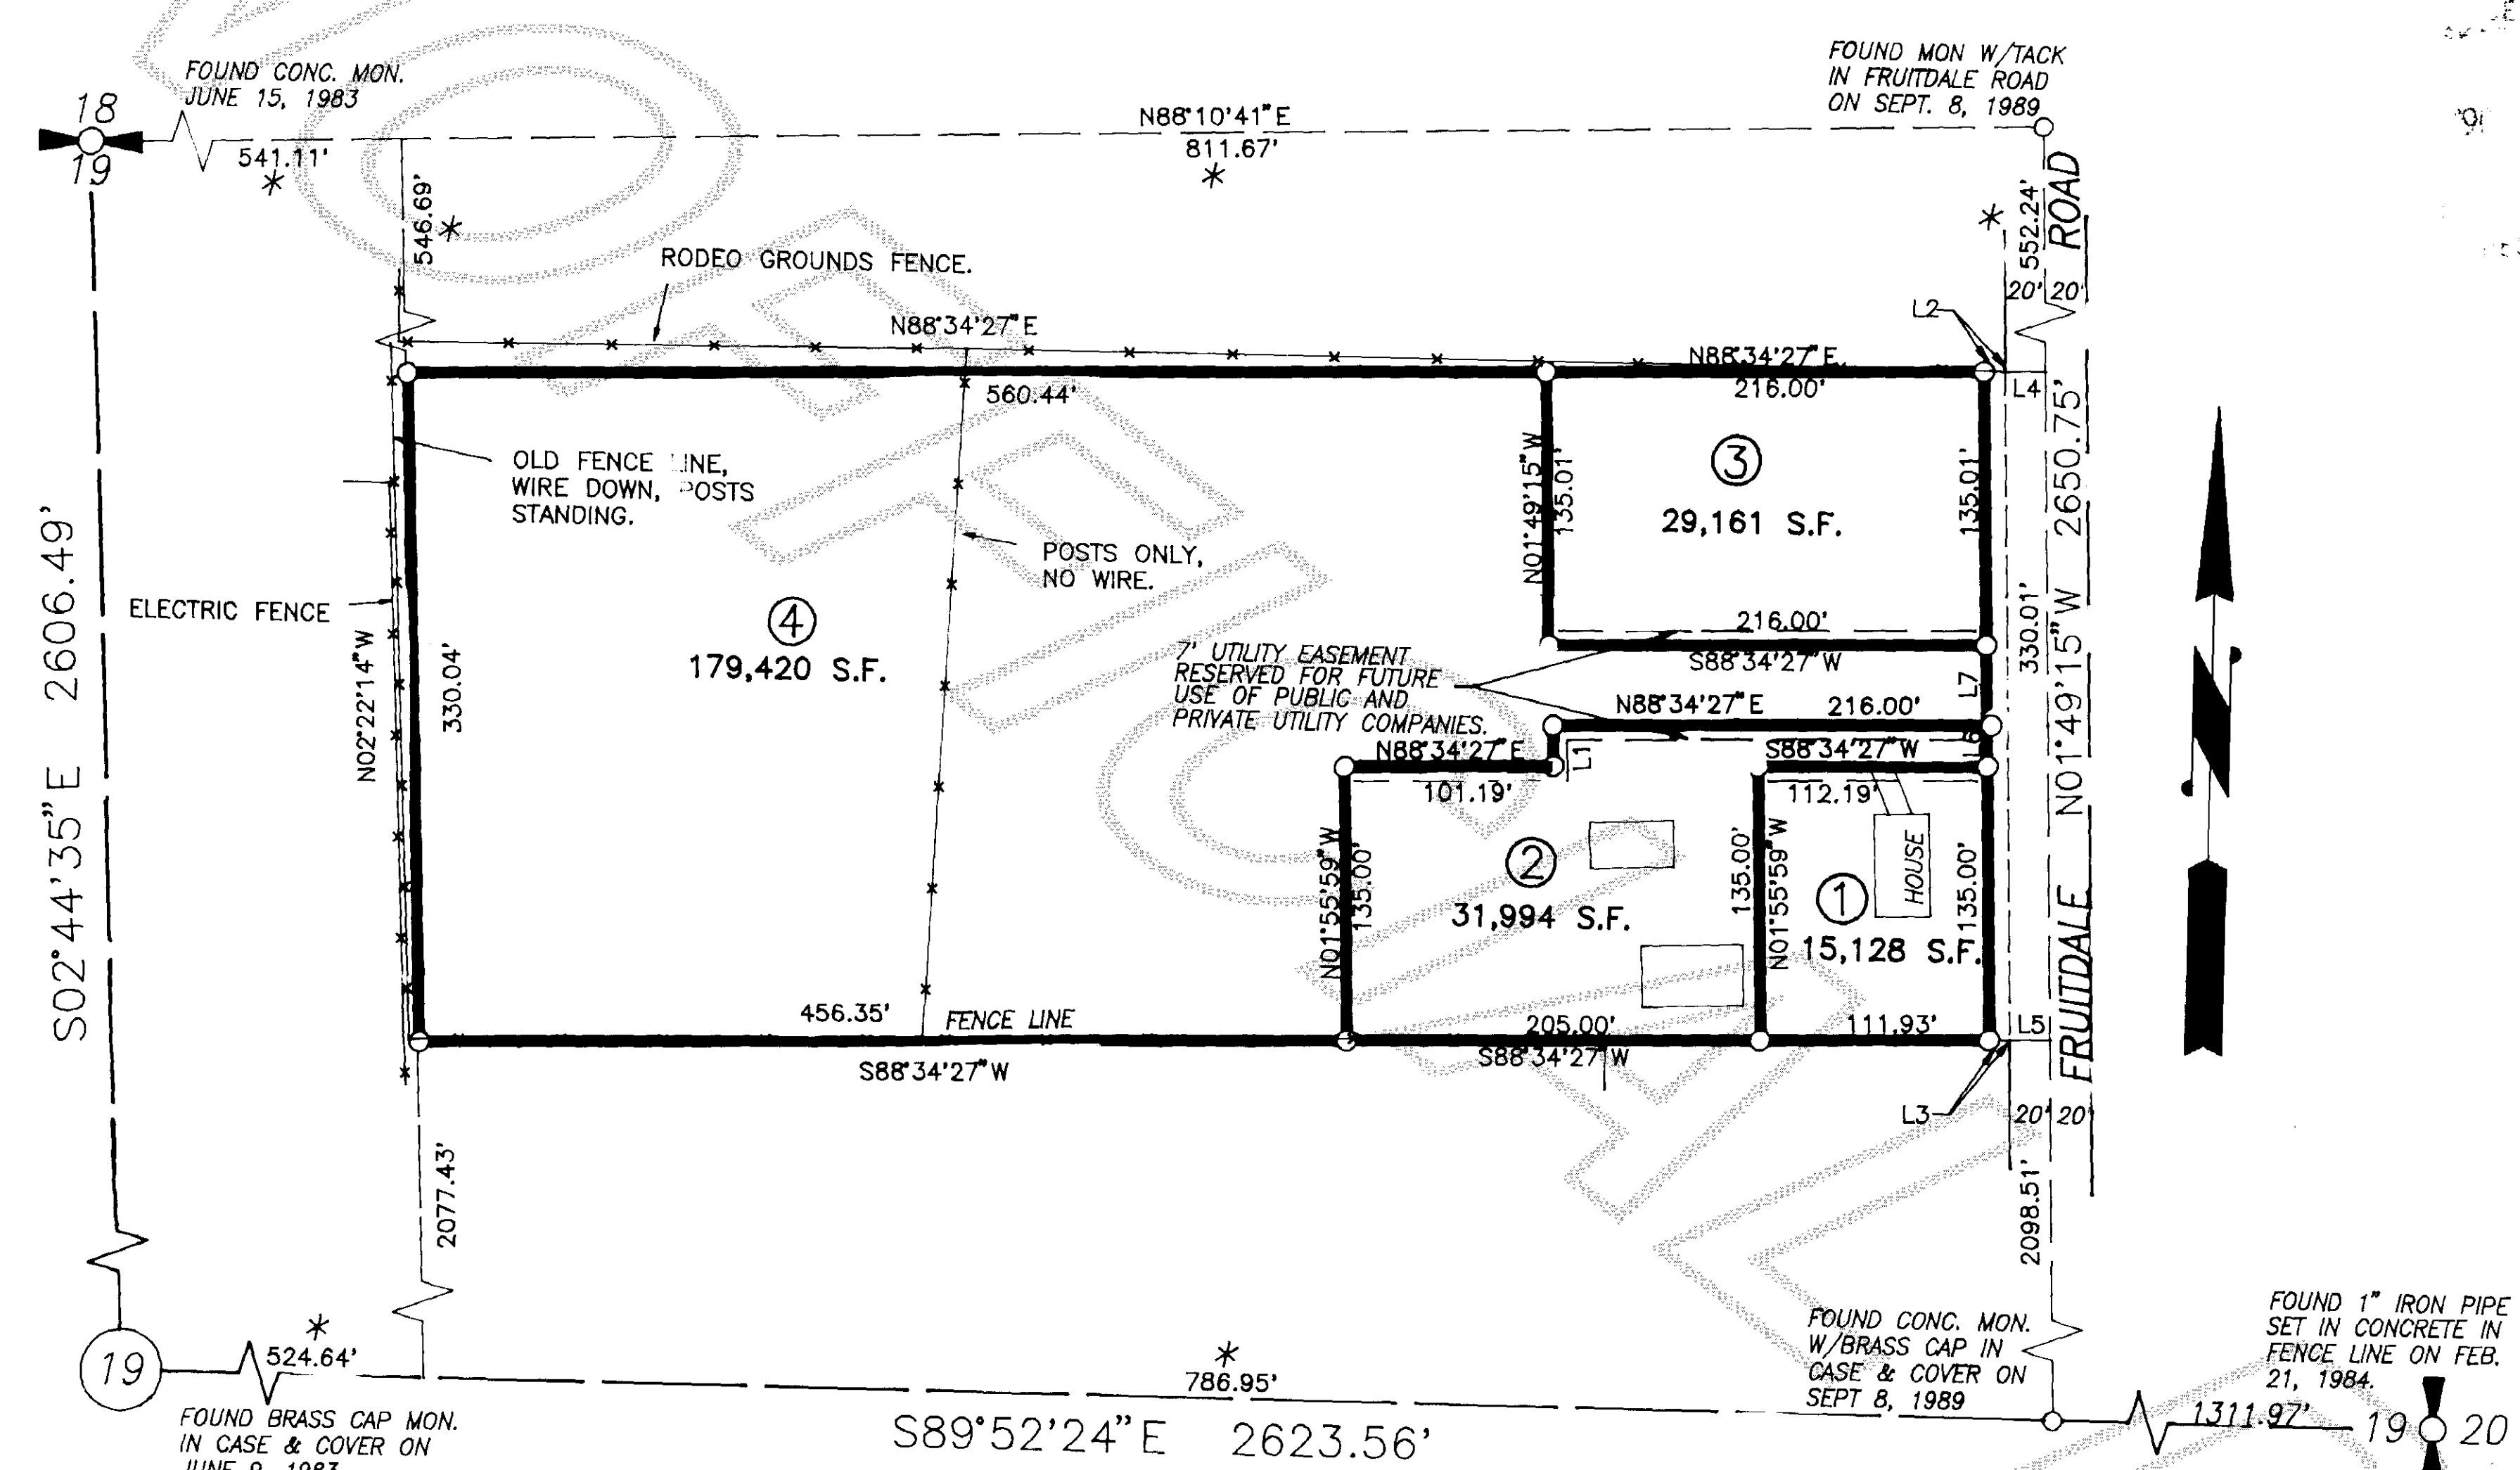 FOUND CONC. MON.
JUNE 15, 1983
18
19
541.11'
*
N88°10'41"E
811.67'
*
FOUND MON W/TACK
IN FRUITDALE ROAD
ON SEPT. 8, 1989
546.69'
*
552.24'
*
ROAD
20' 20'
RODEO GROUNDS FENCE.
L2
N88°34'27"E
N88°34'27"E
560.44'
216.00'
L4
OLD FENCE LINE,
WIRE DOWN, POSTS
STANDING.
N01°49'15"W
135.01'
3
29,161 S.F.
135.01'
N01°49'15"W 2650.75'
POSTS ONLY,
NO WIRE.
ELECTRIC FENCE
S02°44'35"E 2606.49'
N02°22'14"W
330.04'
4
179,420 S.F.
330.01'
216.00'
S88°34'27"W
7' UTILITY EASEMENT
RESERVED FOR FUTURE
USE OF PUBLIC AND
PRIVATE UTILITY COMPANIES.
L7
N
N88°34'27"E 216.00'
N88°34'27"E
L1
S88°34'27"W
L6
101.19'
112.19'
N01°55'59"W
135.00'
2
31,994 S.F.
135.00'
N01°55'59"W
1
15,128 S.F.
HOUSE
135.00'
FRUITDALE
456.35'
FENCE LINE
205.00'
111.93'
L5
S88°34'27"W
S88°34'27"W
L3
20' 20'
2077.43'
2098.51'
19
*
524.64'
*
786.95'
FOUND CONC. MON.
W/BRASS CAP IN
CASE & COVER ON
SEPT 8, 1989
FOUND 1" IRON PIPE
SET IN CONCRETE IN
FENCE LINE ON FEB.
21, 1984.
1311.97'
19
20
FOUND BRASS CAP MON.
IN CASE & COVER ON
JUNE 9, 1983
S89°52'24"E 2623.56'